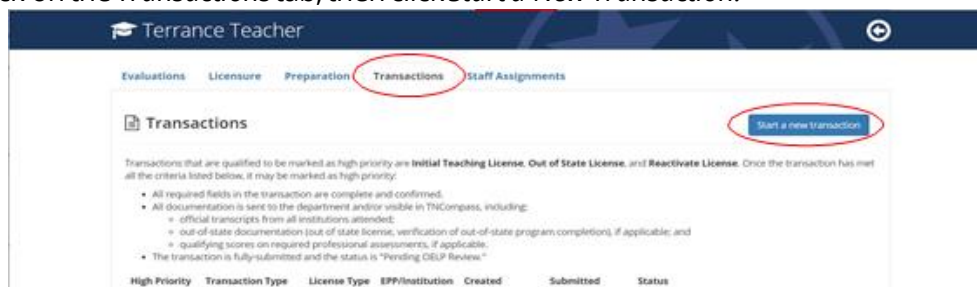 Terrance Teacher
Evaluations Licensure Preparation Transactions Staff Assignments
Transactions
Start a new transaction
Transactions that are qualified to be marked as high priority are Initial Teaching License, Out of State License, and Reactivate License. Once the transaction has met
all the criteria listed below, it may be marked as high priority:
All required fields in the transaction are complete and confirmed.
All documentation is sent to the department and/or visible in TNCompass, including:
official transcripts from all institutions attended;
out-of-state documentation (out of state license, verification of out-of-state program completion), if applicable; and
qualifying scores on required professional assessments, if applicable.
The transaction is fully-submitted and the status is "Pending OELP Review."
High Priority Transaction Type License Type EPP/Institution Created Submitted Status